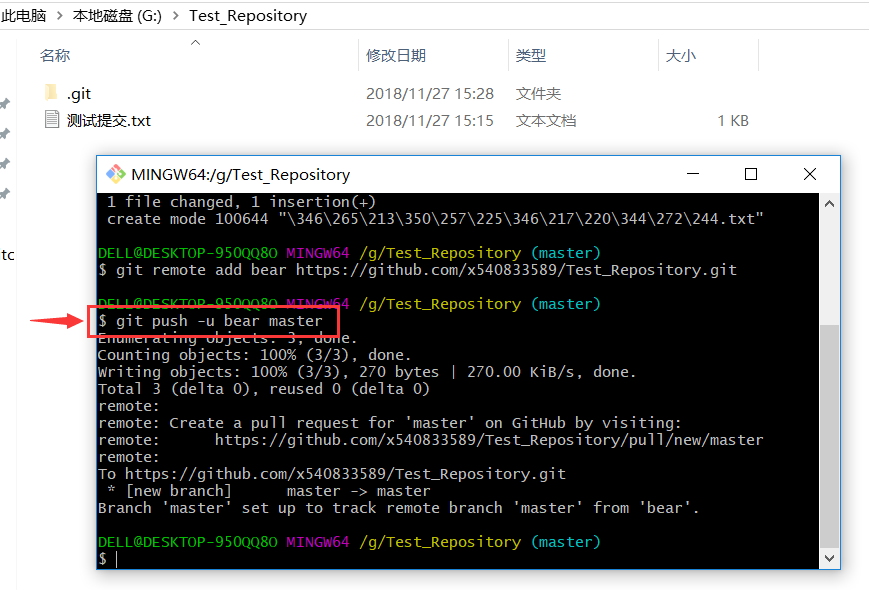 此电脑 > 本地磁盘 (G:) > Test_Repository
名称 修改日期 类型 大小
.git 2018/11/27 15:28 文件夹
测试提交.txt 2018/11/27 15:15 文本文档 1 KB
tc
MINGW64:/g/Test_Repository
1 file changed, 1 insertion(+)
create mode 100644 "\346\265\213\350\257\225\346\217\220\344\272\244.txt"
DELL@DESKTOP-95OQQ8O MINGW64 /g/Test_Repository (master)
$ git remote add bear https://github.com/x540833589/Test_Repository.git
DELL@DESKTOP-95OQQ8O MINGW64 /g/Test_Repository (master)
$ git push -u bear master
Enumerating objects: 3, done.
Counting objects: 100% (3/3), done.
Writing objects: 100% (3/3), 270 bytes | 270.00 KiB/s, done.
Total 3 (delta 0), reused 0 (delta 0)
remote:
remote: Create a pull request for 'master' on GitHub by visiting:
remote:      https://github.com/x540833589/Test_Repository/pull/new/master
remote:
To https://github.com/x540833589/Test_Repository.git
* [new branch]      master -> master
Branch 'master' set up to track remote branch 'master' from 'bear'.
DELL@DESKTOP-95OQQ8O MINGW64 /g/Test_Repository (master)
$